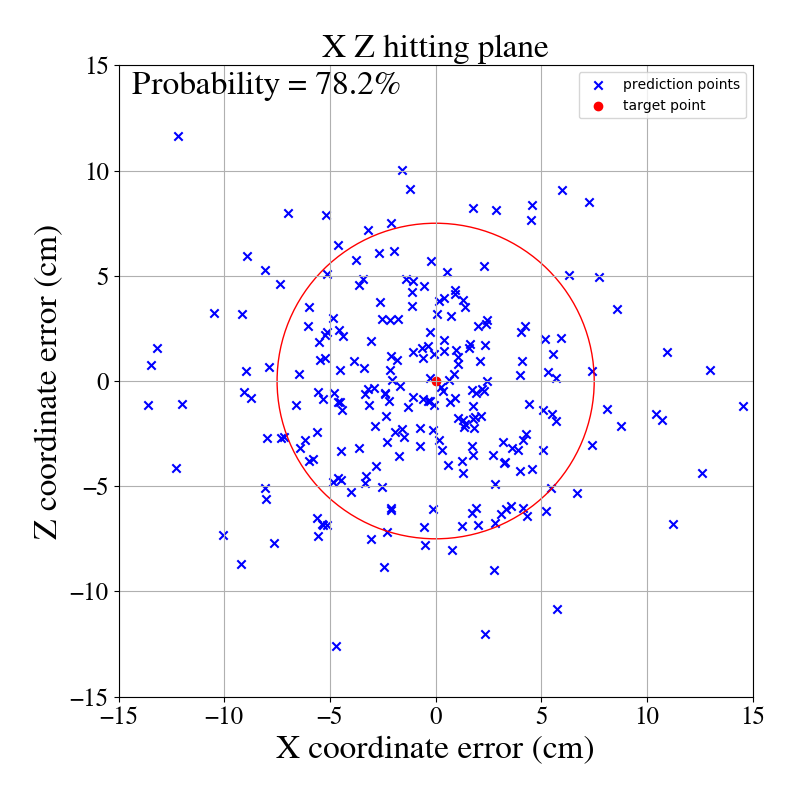 X Z hitting plane
Probability = 78.2%
prediction points
target point
15
10
5
0
−5
−10
−15
Z coordinate error (cm)
−15 −10 −5 0 5 10 15
X coordinate error (cm)